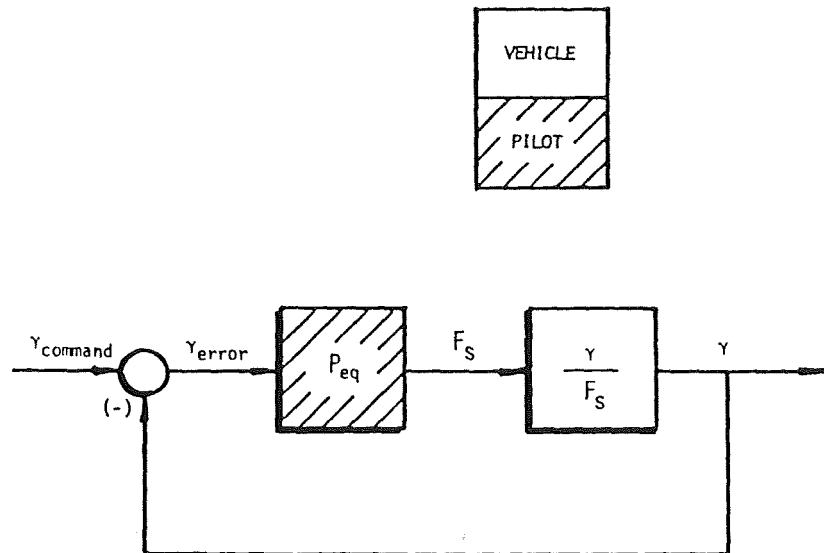 VEHICLE
PILOT
γcommand
γerror
Peq
Fs
γ
Fs
γ
(-)